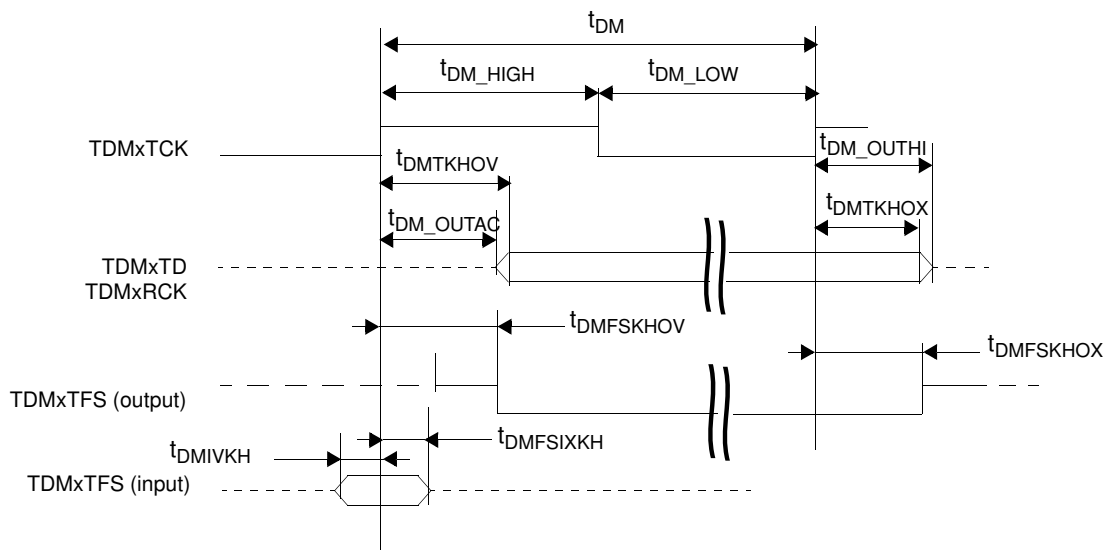 tDM
tDM_HIGH
tDM_LOW
TDMxTCK
tDMTKHOV
tDM_OUTHI
tDM_OUTAC
tDMTKHOX
TDMxTD
TDMxRCK
tDMFSKHOV
tDMFSKHOX
TDMxTFS (output)
tDMIVKH
tDMFSIXKH
TDMxTFS (input)